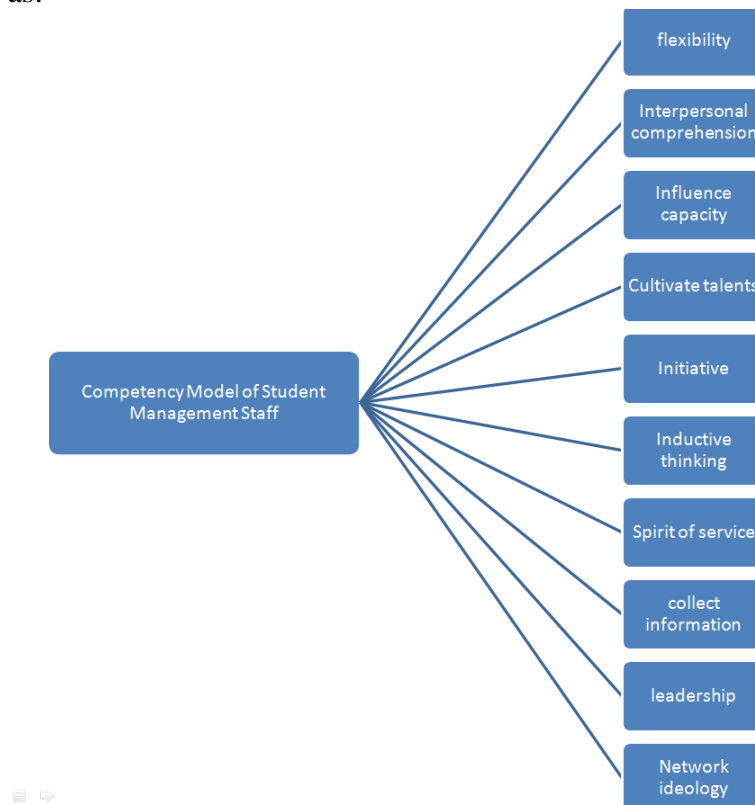 as:
flexibility
Interpersonal
comprehension
Influence
capacity
Cultivate talents
Initiative
Competency Model of Student
Management Staff
Inductive
thinking
Spirit of service
collect
information
leadership
Network
ideology